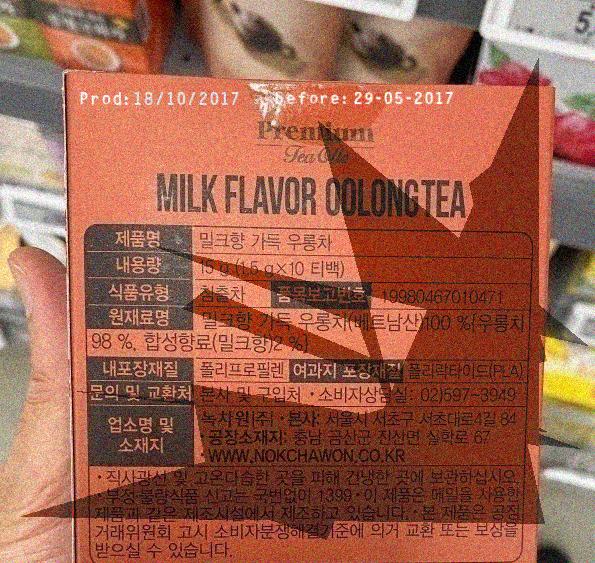 Prod:18/10/2017 before:29-05-2017
Premium
Tea
MILK FLAVOR OOLONG TEA
제품명 밀크향 가득 우롱차
내용량 15 g (1.5 g×10 티백)
식품유형 침출차 품목보고번호 19980467010471
원재료명 밀크향 가득 우롱차(베트남산)100 %{우롱차
98 %, 합성향료(밀크향)2 %}
내포장재질 폴리프로필렌 여과지 포장재질 폴리락타이드(PLA)
문의 및 교환처 본사 및 구입처 • 소비자상담실: 02)597-3949
업소명 및 소재지 녹차원(주) • 본사: 서울시 서초구 서초대로4길 84
• 공장소재지: 충남 금산군 진산면 실학로 67
• WWW.NOKCHAWON.CO.KR
• 직사광선 및 고온다습한 곳을 피해 건냉한 곳에 보관하십시오.
• 부정·불량식품 신고는 국번없이 1399 • 이 제품은 메밀을 사용한
제품과 같은 제조시설에서 제조하고 있습니다. • 본 제품은 공정
거래위원회 고시 소비자분쟁해결기준에 의거 교환 또는 보상을
받으실 수 있습니다.